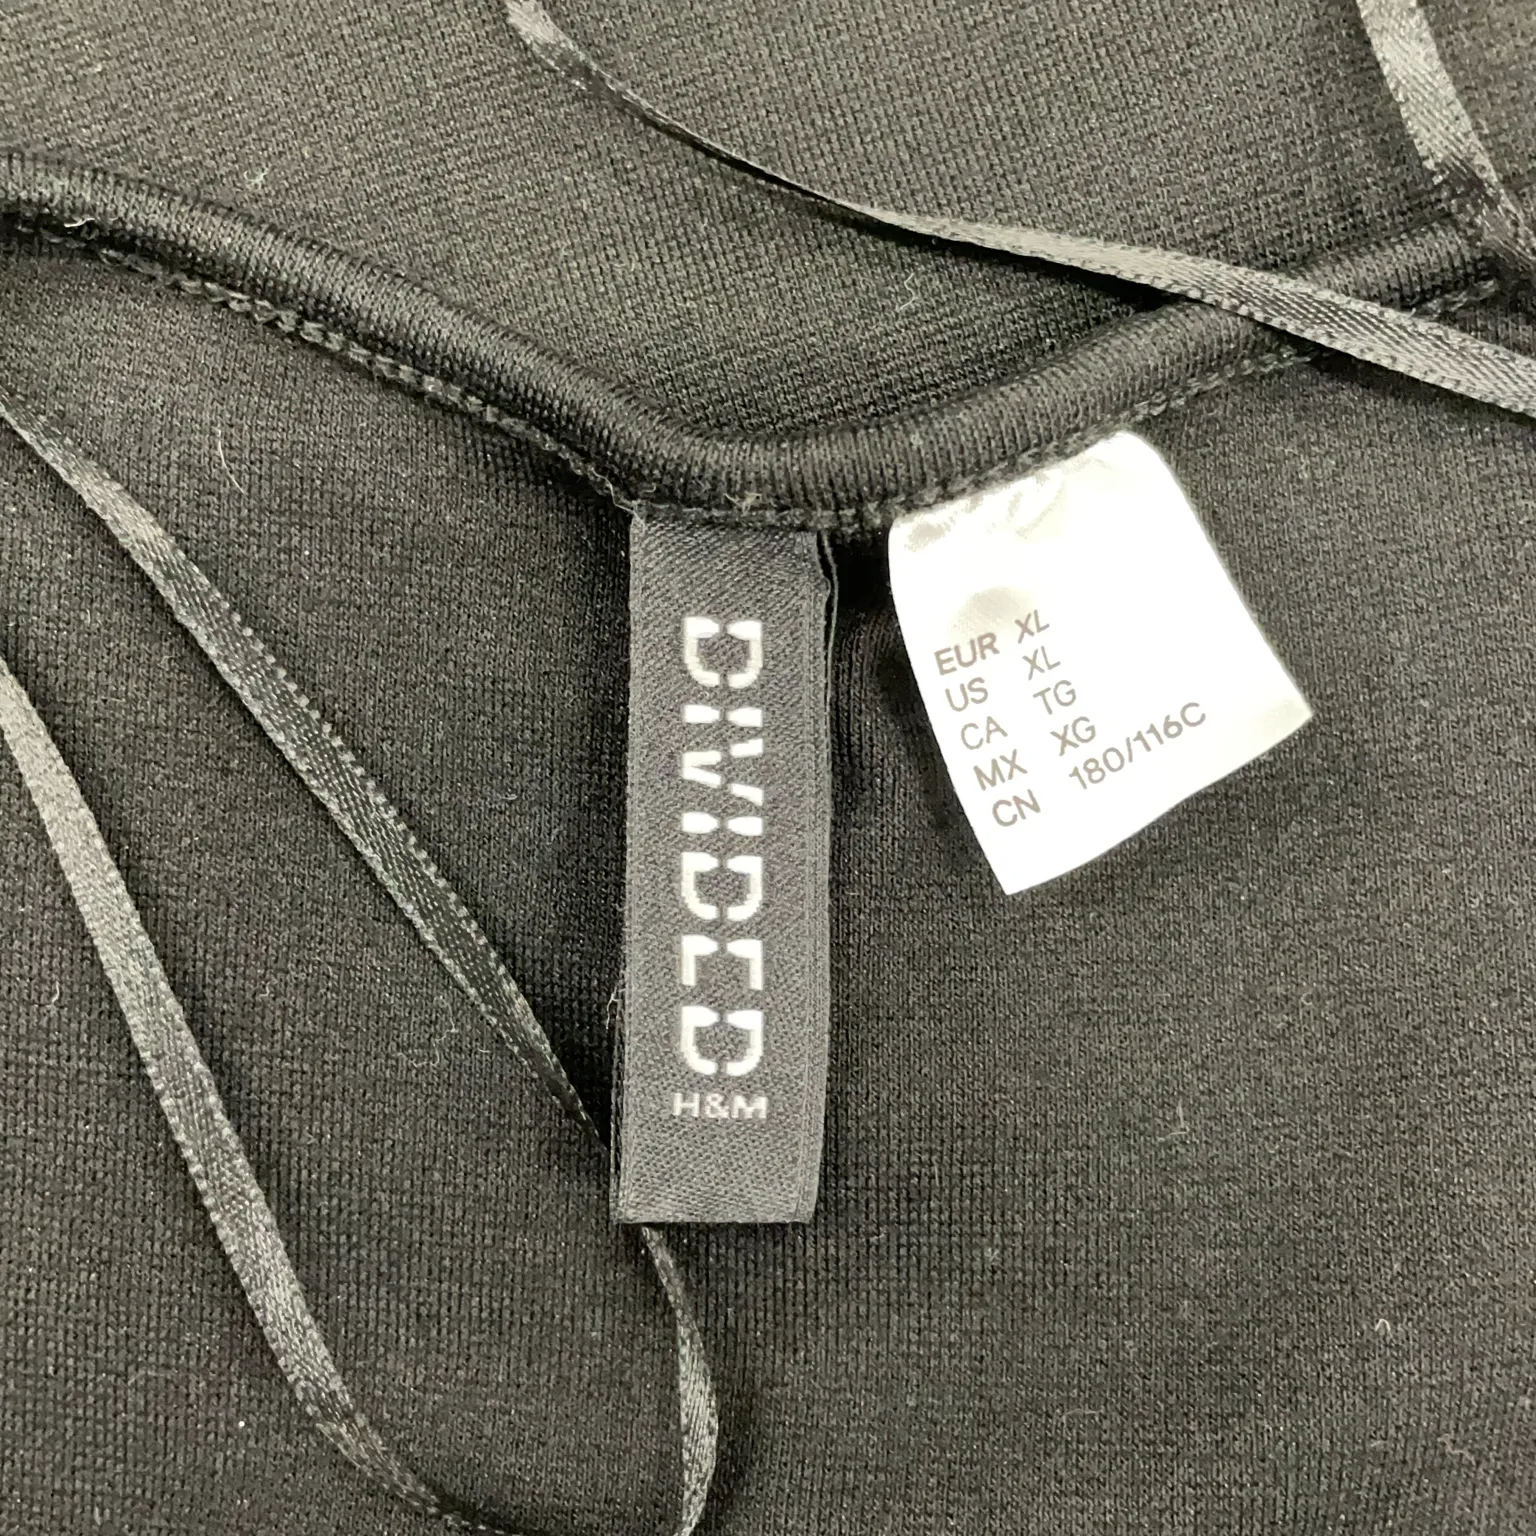 DIVIDED
H&M
EUR XL
US XL
CA TG
MX XG
CN 180/116C